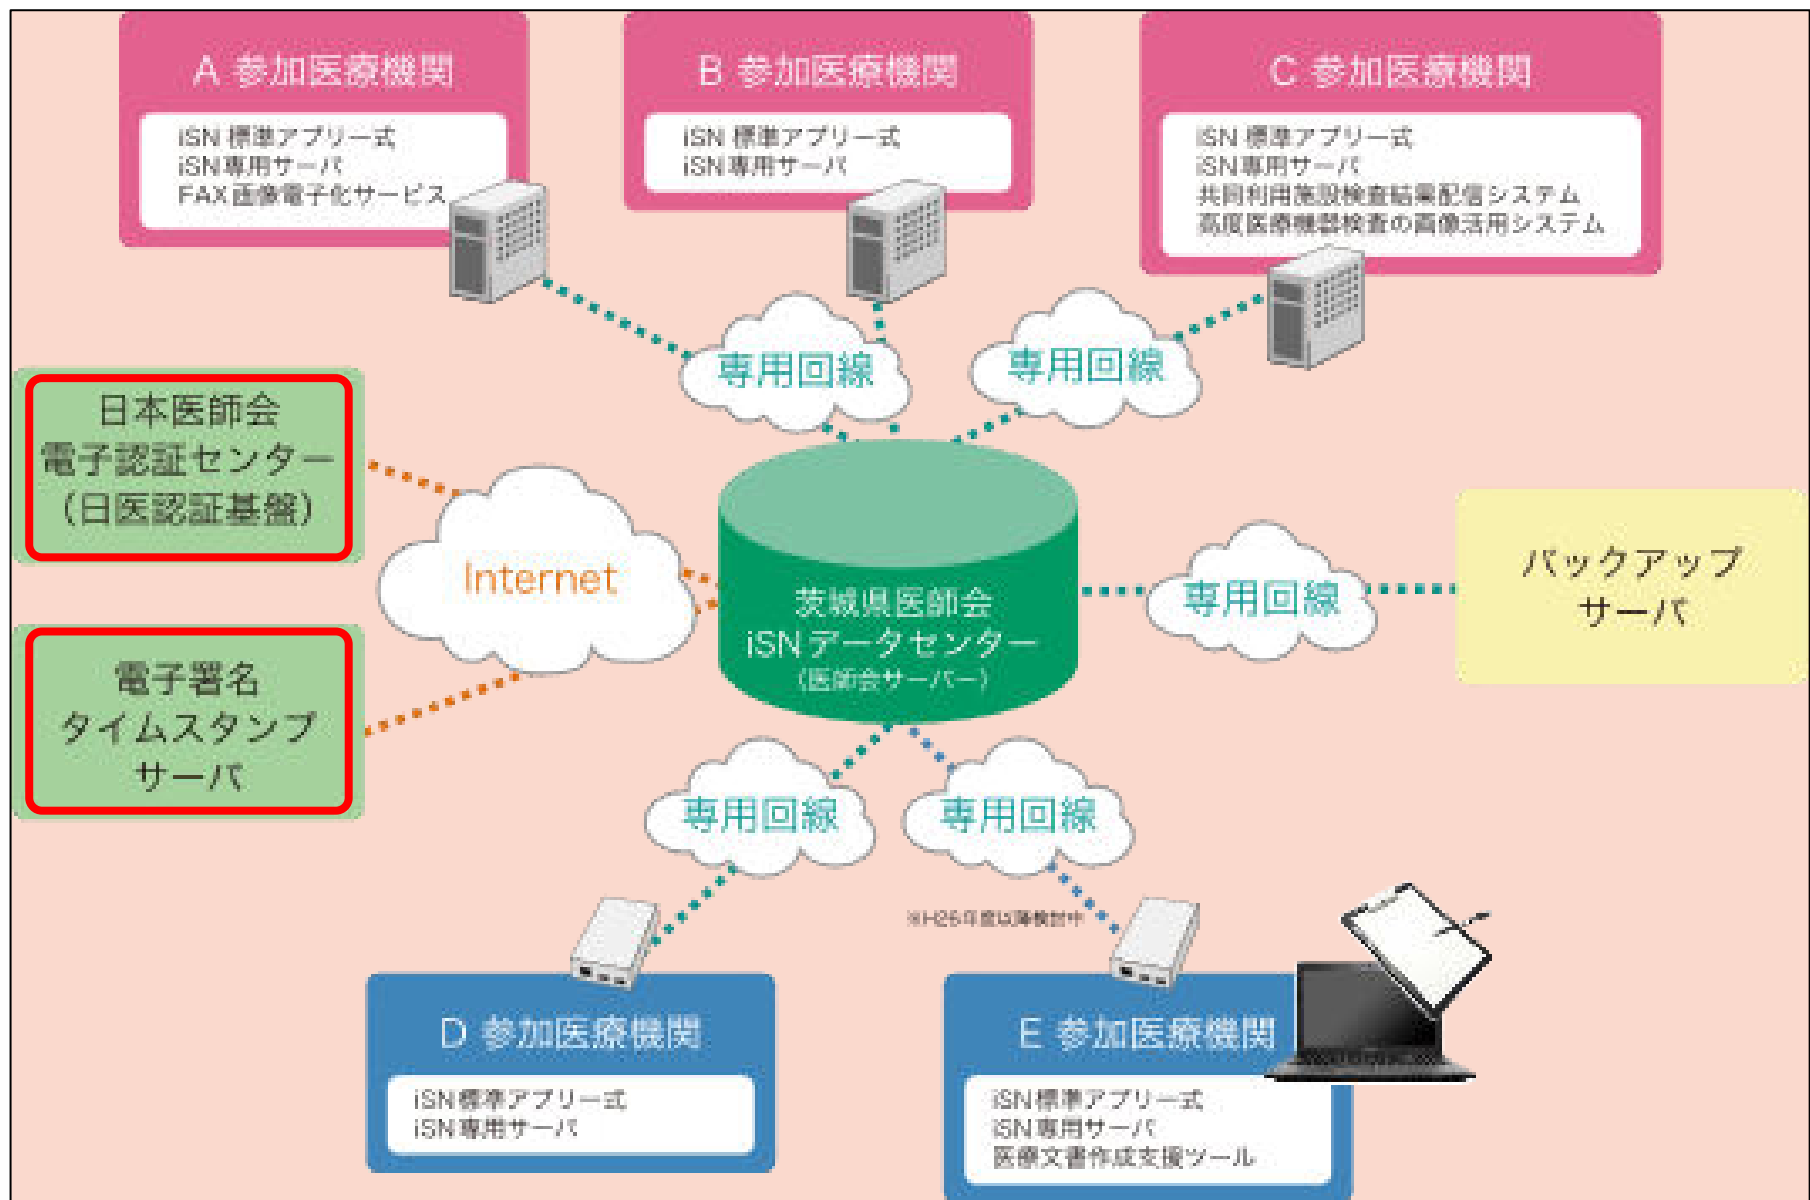 A 参加医療機関
iSN 標準アプリ一式
iSN専用サーバ
FAX画像電子化サービス
B 参加医療機関
iSN 標準アプリ一式
iSN専用サーバ
C 参加医療機関
iSN 標準アプリ一式
iSN専用サーバ
共同利用施設検査結果配信システム
高度医療機器検査の画像活用システム
専用回線
専用回線
日本医師会
電子認証センター
（日医認証基盤）
Internet
電子署名
タイムスタンプ
サーバ
茨城県医師会
iSNデータセンター
（医師会サーバー）
専用回線
バックアップ
サーバ
専用回線
専用回線
※H26年度以降検討中
D 参加医療機関
iSN標準アプリ一式
iSN専用サーバ
E 参加医療機関
iSN標準アプリ一式
iSN専用サーバ
医療文書作成支援ツール